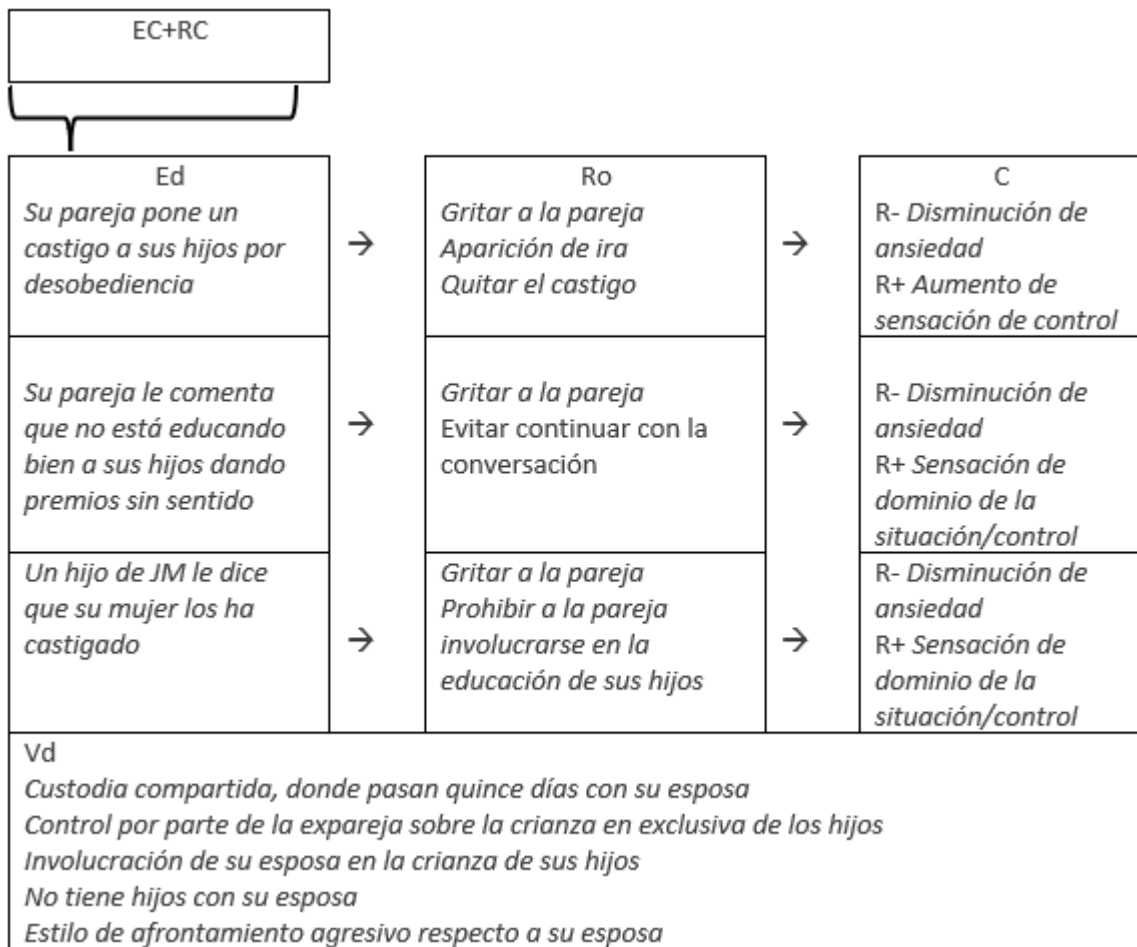 EC+RC
Ed
Su pareja pone un
castigo a sus hijos por
desobediencia
→
Ro
Gritar a la pareja
Aparición de ira
Quitar el castigo
→
C
R- Disminución de
ansiedad
R+ Aumento de
sensación de control
Su pareja le comenta
que no está educando
bien a sus hijos dando
premios sin sentido
→
Gritar a la pareja
Evitar continuar con la
conversación
→
R- Disminución de
ansiedad
R+ Sensación de
dominio de la
situación/control
Un hijo de JM le dice
que su mujer los ha
castigado
→
Gritar a la pareja
Prohibir a la pareja
involucrarse en la
educación de sus hijos
→
R- Disminución de
ansiedad
R+ Sensación de
dominio de la
situación/control
Vd
Custodia compartida, donde pasan quince días con su esposa
Control por parte de la expareja sobre la crianza en exclusiva de los hijos
Involucración de su esposa en la crianza de sus hijos
No tiene hijos con su esposa
Estilo de afrontamiento agresivo respecto a su esposa